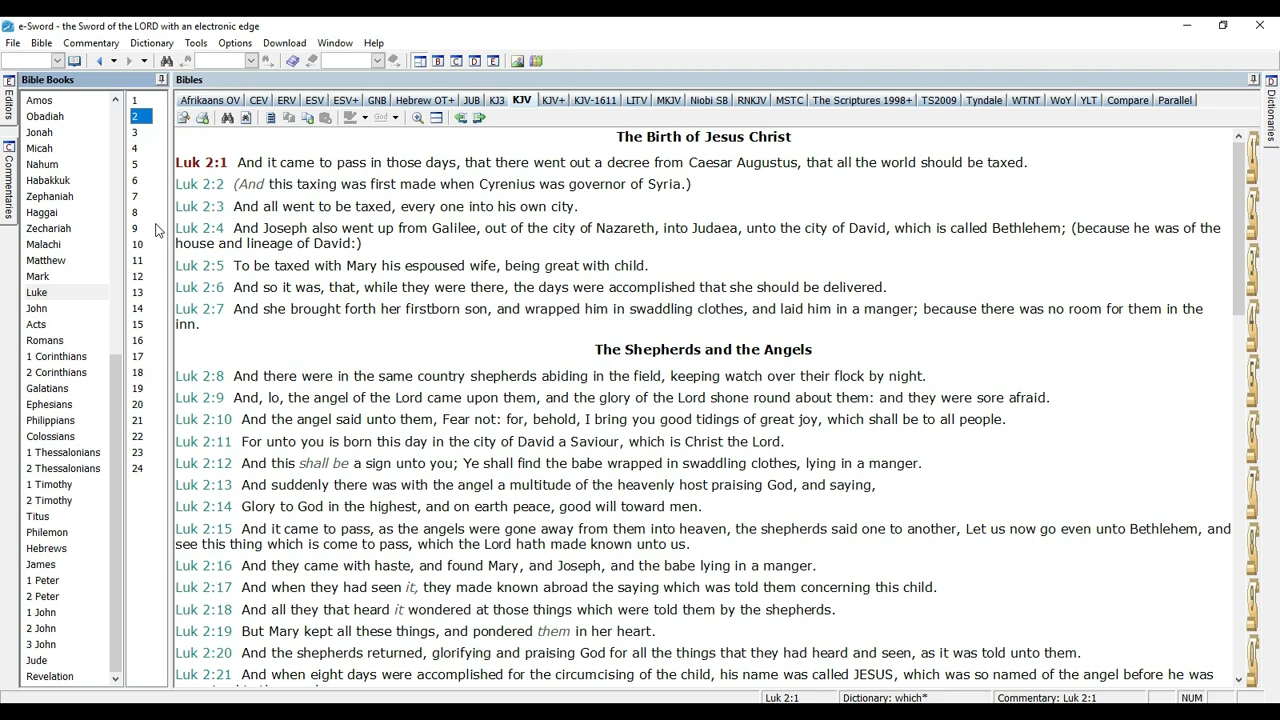 e-Sword - the Sword of the LORD with an electronic edge
File Bible Commentary Dictionary Tools Options Download Window Help
B C D E
Bible Books
Bibles
Editors
Commentaries
Dictionaries
Afrikaans OV CEV ERV ESV ESV+ GNB Hebrew OT+ JUB KJ3 KJV KJV+ KJV-1611 LITV MKJV Niobi SB RNKJV MSTC The Scriptures 1998+ TS2009 Tyndale WTNT WoY YLT Compare Parallel
God
Amos
Obadiah
Jonah
Micah
Nahum
Habakkuk
Zephaniah
Haggai
Zechariah
Malachi
Matthew
Mark
Luke
John
Acts
Romans
1 Corinthians
2 Corinthians
Galatians
Ephesians
Philippians
Colossians
1 Thessalonians
2 Thessalonians
1 Timothy
2 Timothy
Titus
Philemon
Hebrews
James
1 Peter
2 Peter
1 John
2 John
3 John
Jude
Revelation
1
2
3
4
5
6
7
8
9
10
11
12
13
14
15
16
17
18
19
20
21
22
23
24
The Birth of Jesus Christ
Luk 2:1 And it came to pass in those days, that there went out a decree from Caesar Augustus, that all the world should be taxed.
Luk 2:2 (And this taxing was first made when Cyrenius was governor of Syria.)
Luk 2:3 And all went to be taxed, every one into his own city.
Luk 2:4 And Joseph also went up from Galilee, out of the city of Nazareth, into Judaea, unto the city of David, which is called Bethlehem; (because he was of the
house and lineage of David:)
Luk 2:5 To be taxed with Mary his espoused wife, being great with child.
Luk 2:6 And so it was, that, while they were there, the days were accomplished that she should be delivered.
Luk 2:7 And she brought forth her firstborn son, and wrapped him in swaddling clothes, and laid him in a manger; because there was no room for them in the
inn.
The Shepherds and the Angels
Luk 2:8 And there were in the same country shepherds abiding in the field, keeping watch over their flock by night.
Luk 2:9 And, lo, the angel of the Lord came upon them, and the glory of the Lord shone round about them: and they were sore afraid.
Luk 2:10 And the angel said unto them, Fear not: for, behold, I bring you good tidings of great joy, which shall be to all people.
Luk 2:11 For unto you is born this day in the city of David a Saviour, which is Christ the Lord.
Luk 2:12 And this shall be a sign unto you; Ye shall find the babe wrapped in swaddling clothes, lying in a manger.
Luk 2:13 And suddenly there was with the angel a multitude of the heavenly host praising God, and saying,
Luk 2:14 Glory to God in the highest, and on earth peace, good will toward men.
Luk 2:15 And it came to pass, as the angels were gone away from them into heaven, the shepherds said one to another, Let us now go even unto Bethlehem, and
see this thing which is come to pass, which the Lord hath made known unto us.
Luk 2:16 And they came with haste, and found Mary, and Joseph, and the babe lying in a manger.
Luk 2:17 And when they had seen it, they made known abroad the saying which was told them concerning this child.
Luk 2:18 And all they that heard it wondered at those things which were told them by the shepherds.
Luk 2:19 But Mary kept all these things, and pondered them in her heart.
Luk 2:20 And the shepherds returned, glorifying and praising God for all the things that they had heard and seen, as it was told unto them.
Luk 2:21 And when eight days were accomplished for the circumcising of the child, his name was called JESUS, which was so named of the angel before he was
Luk 2:1 Dictionary: which* Commentary: Luk 2:1 NUM